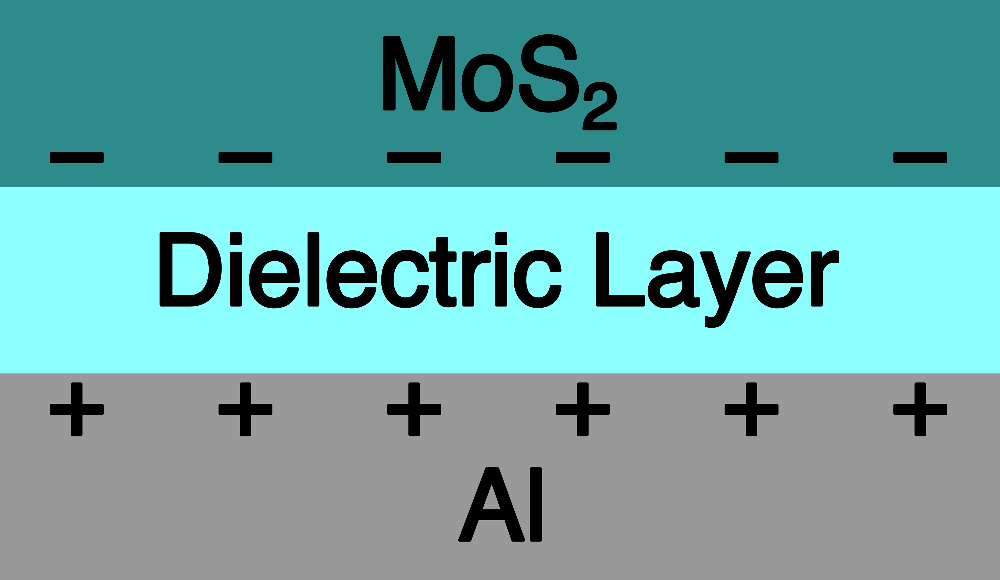 MoS₂
− − − − − −
Dielectric Layer
+ + + + + +
Al